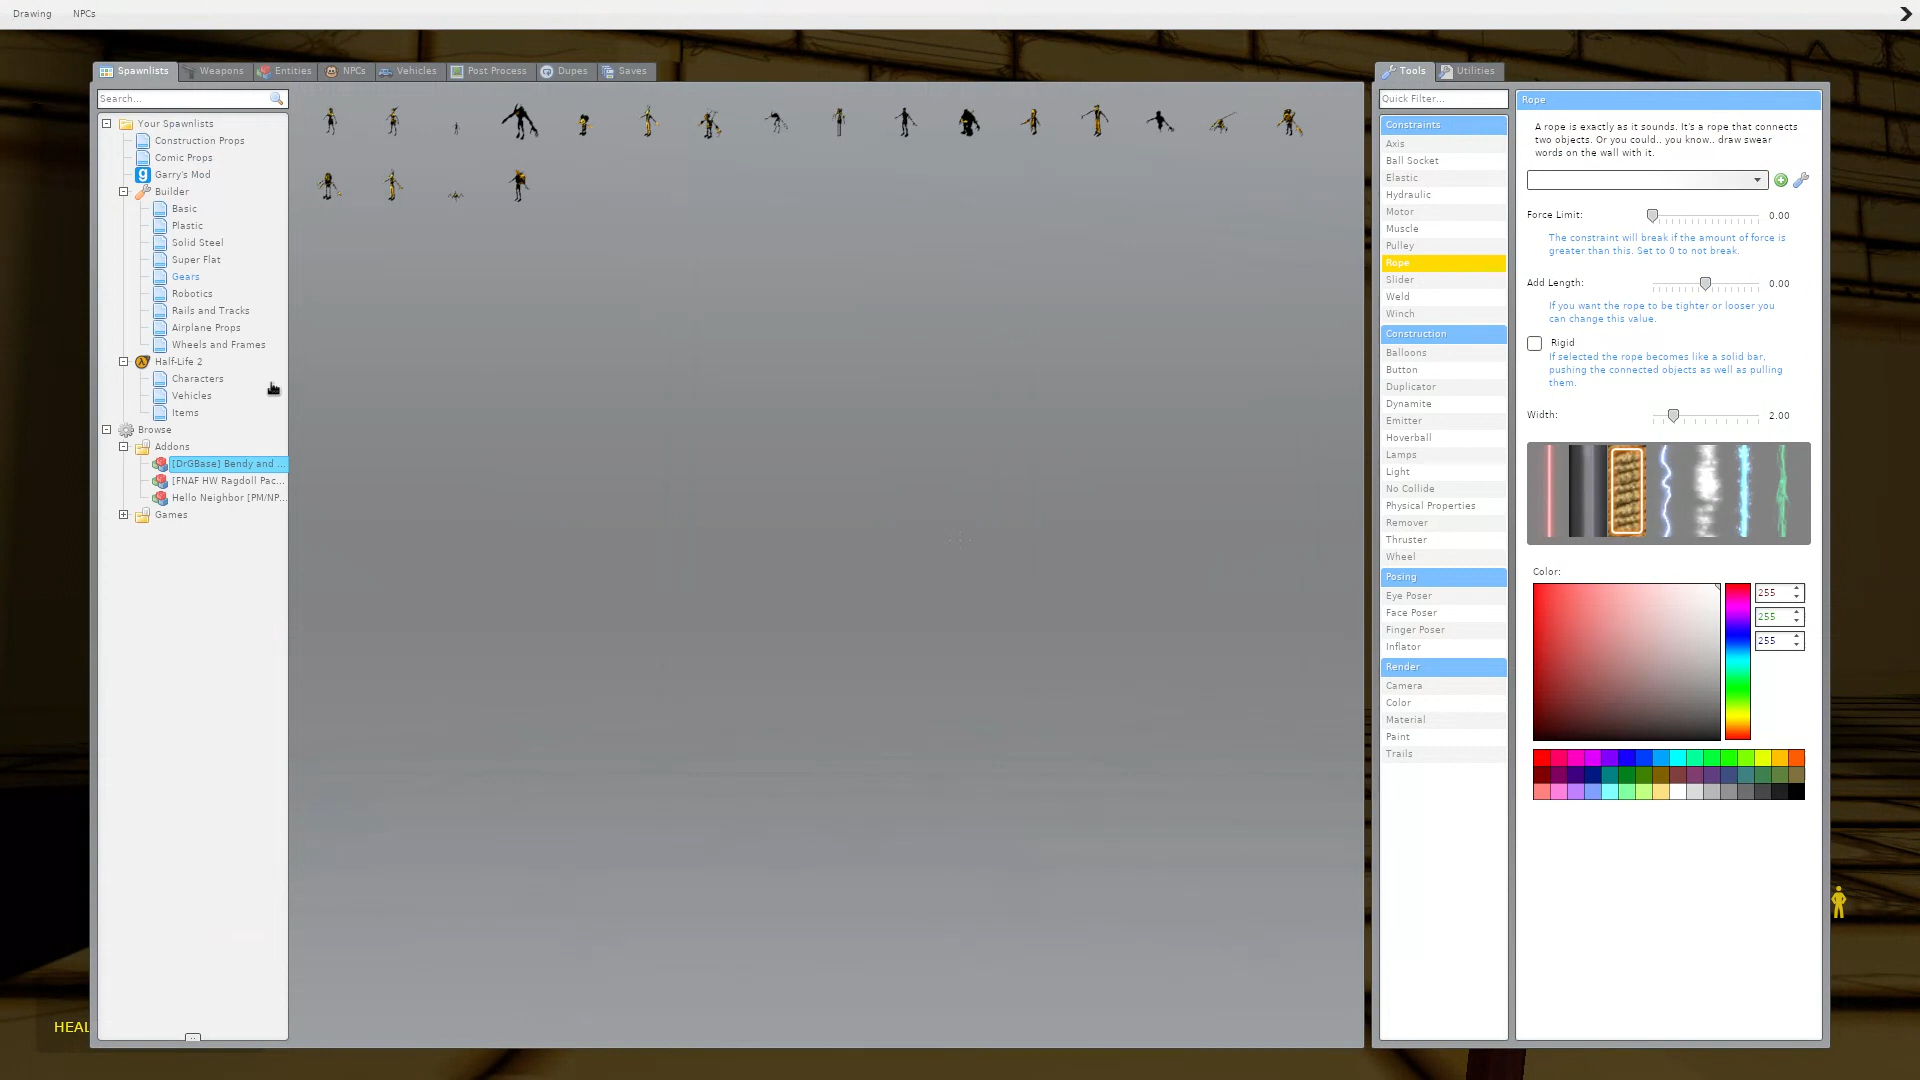 Drawing NPCs
Spawnlists Weapons Entities NPCs Vehicles Post Process Dupes Saves
Search...
Your Spawnlists
Construction Props
Comic Props
Garry's Mod
Builder
Basic
Plastic
Solid Steel
Super Flat
Gears
Robotics
Rails and Tracks
Airplane Props
Wheels and Frames
Half-Life 2
Characters
Vehicles
Items
Browse
Addons
[DrGBase] Bendy and ...
[FNAF HW Ragdoll Pac...
Hello Neighbor [PM/NP...
Games
HEAL
Tools Utilities
Quick Filter...
Constraints
Axis
Ball Socket
Elastic
Hydraulic
Motor
Muscle
Pulley
Rope
Slider
Weld
Winch
Construction
Balloons
Button
Duplicator
Dynamite
Emitter
Hoverball
Lamps
Light
No Collide
Physical Properties
Remover
Thruster
Wheel
Posing
Eye Poser
Face Poser
Finger Poser
Inflator
Render
Camera
Color
Material
Paint
Trails
Rope
A rope is exactly as it sounds. It's a rope that connects
two objects. Or you could.. you know.. draw swear
words on the wall with it.
Force Limit: 0.00
The constraint will break if the amount of force is
greater than this. Set to 0 to not break.
Add Length: 0.00
If you want the rope to be tighter or looser you
can change this value.
Rigid
If selected the rope becomes like a solid bar,
pushing the connected objects as well as pulling
them.
Width: 2.00
Color:
255
255
255